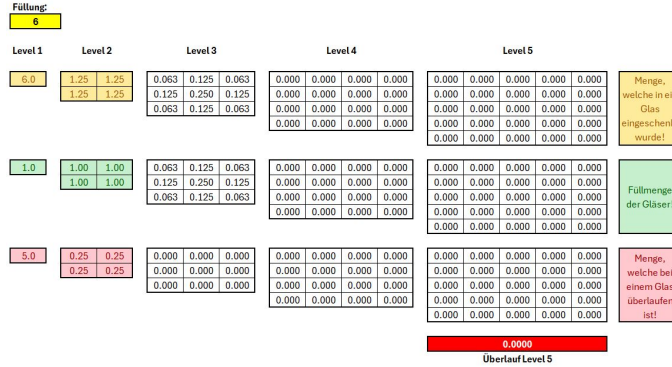 Füllung:
6
Level 1 Level 2 Level 3 Level 4 Level 5
6.0 1.25 1.25 0.063 0.125 0.063 0.000 0.000 0.000 0.000 0.000 0.000 0.000 0.000 0.000
1.25 1.25 0.125 0.250 0.125 0.000 0.000 0.000 0.000 0.000 0.000 0.000 0.000 0.000
0.063 0.125 0.063 0.000 0.000 0.000 0.000 0.000 0.000 0.000 0.000 0.000
0.000 0.000 0.000 0.000 0.000 0.000 0.000 0.000 0.000
0.000 0.000 0.000 0.000 0.000
Menge,
welche in ei
Glas
eingeschenk
wurde!
1.0 1.00 1.00 0.063 0.125 0.063 0.000 0.000 0.000 0.000 0.000 0.000 0.000 0.000 0.000
1.00 1.00 0.125 0.250 0.125 0.000 0.000 0.000 0.000 0.000 0.000 0.000 0.000 0.000
0.063 0.125 0.063 0.000 0.000 0.000 0.000 0.000 0.000 0.000 0.000 0.000
0.000 0.000 0.000 0.000 0.000 0.000 0.000 0.000 0.000
0.000 0.000 0.000 0.000 0.000
Füllmenge
der Gläser!
5.0 0.25 0.25 0.000 0.000 0.000 0.000 0.000 0.000 0.000 0.000 0.000 0.000 0.000 0.000
0.25 0.25 0.000 0.000 0.000 0.000 0.000 0.000 0.000 0.000 0.000 0.000 0.000 0.000
0.000 0.000 0.000 0.000 0.000 0.000 0.000 0.000 0.000 0.000 0.000 0.000
0.000 0.000 0.000 0.000 0.000 0.000 0.000 0.000 0.000
0.000 0.000 0.000 0.000 0.000
Menge,
welche bei
einem Glas
überlaufen
ist!
0.0000
Überlauf Level 5